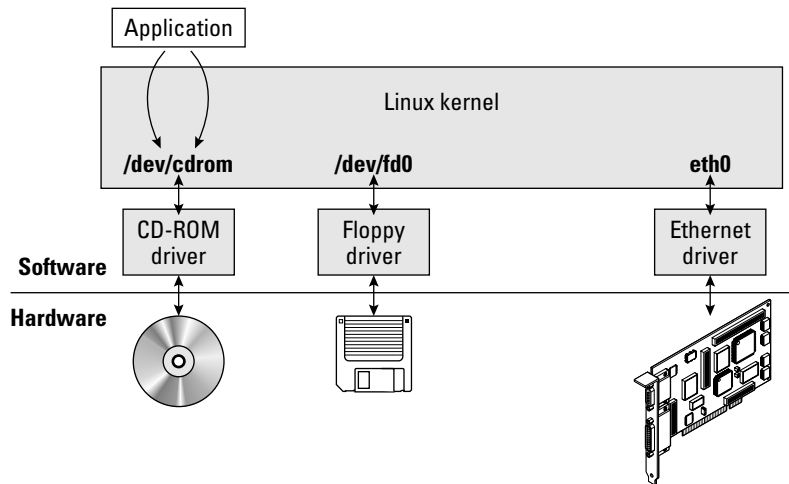 Application
Linux kernel
/dev/cdrom
/dev/fd0
eth0
CD-ROM
driver
Floppy
driver
Ethernet
driver
Software
Hardware